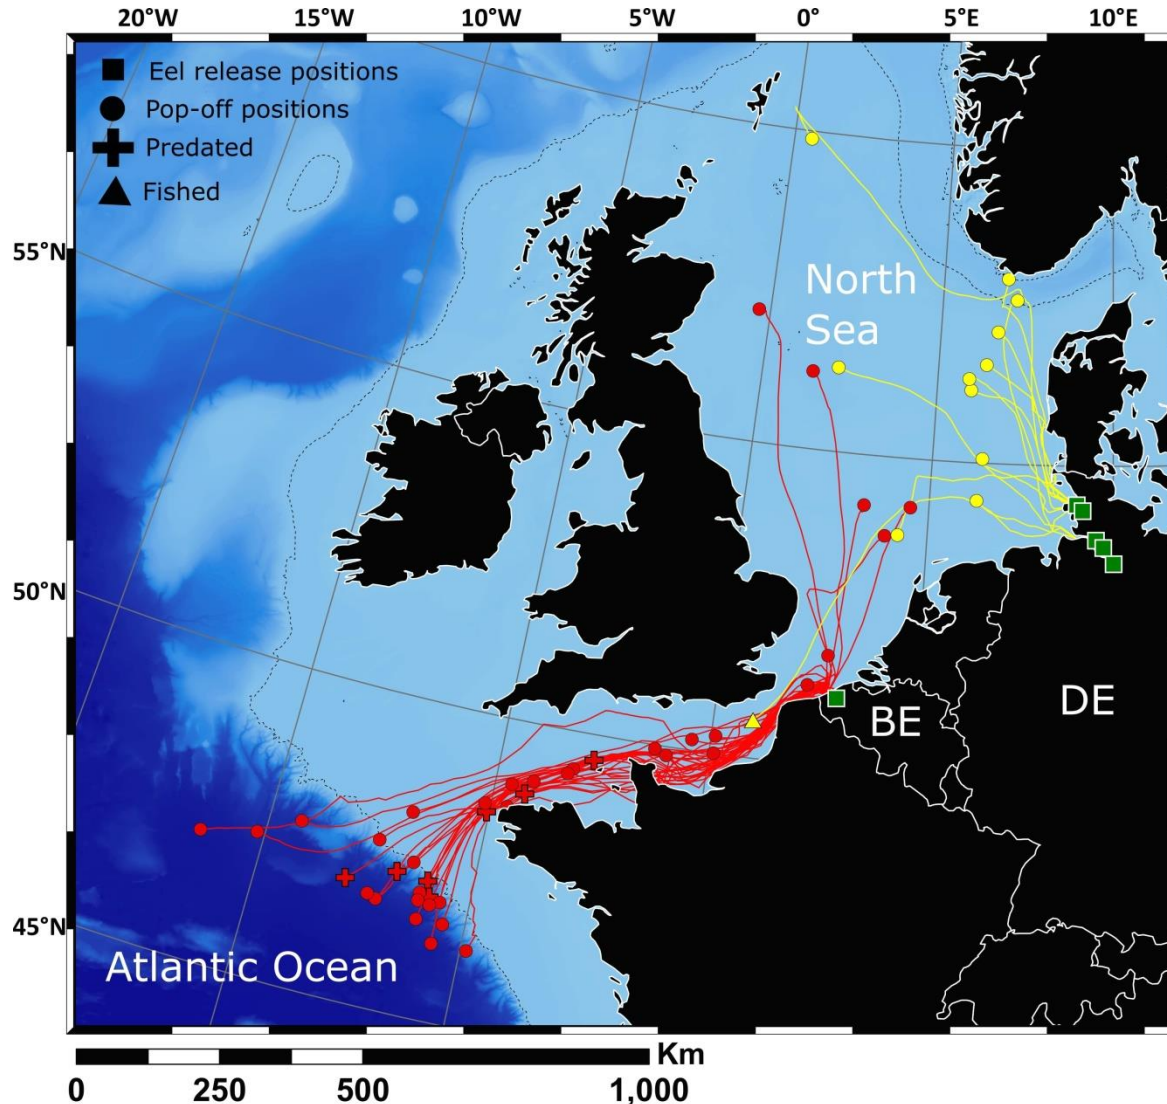 20°W 15°W 10°W 5°W 0° 5°E 10°E
Eel release positions
Pop-off positions
Predated
Fished
55°N
50°N
45°N
North
Sea
DE
BE
Atlantic Ocean
Km
0 250 500 1,000